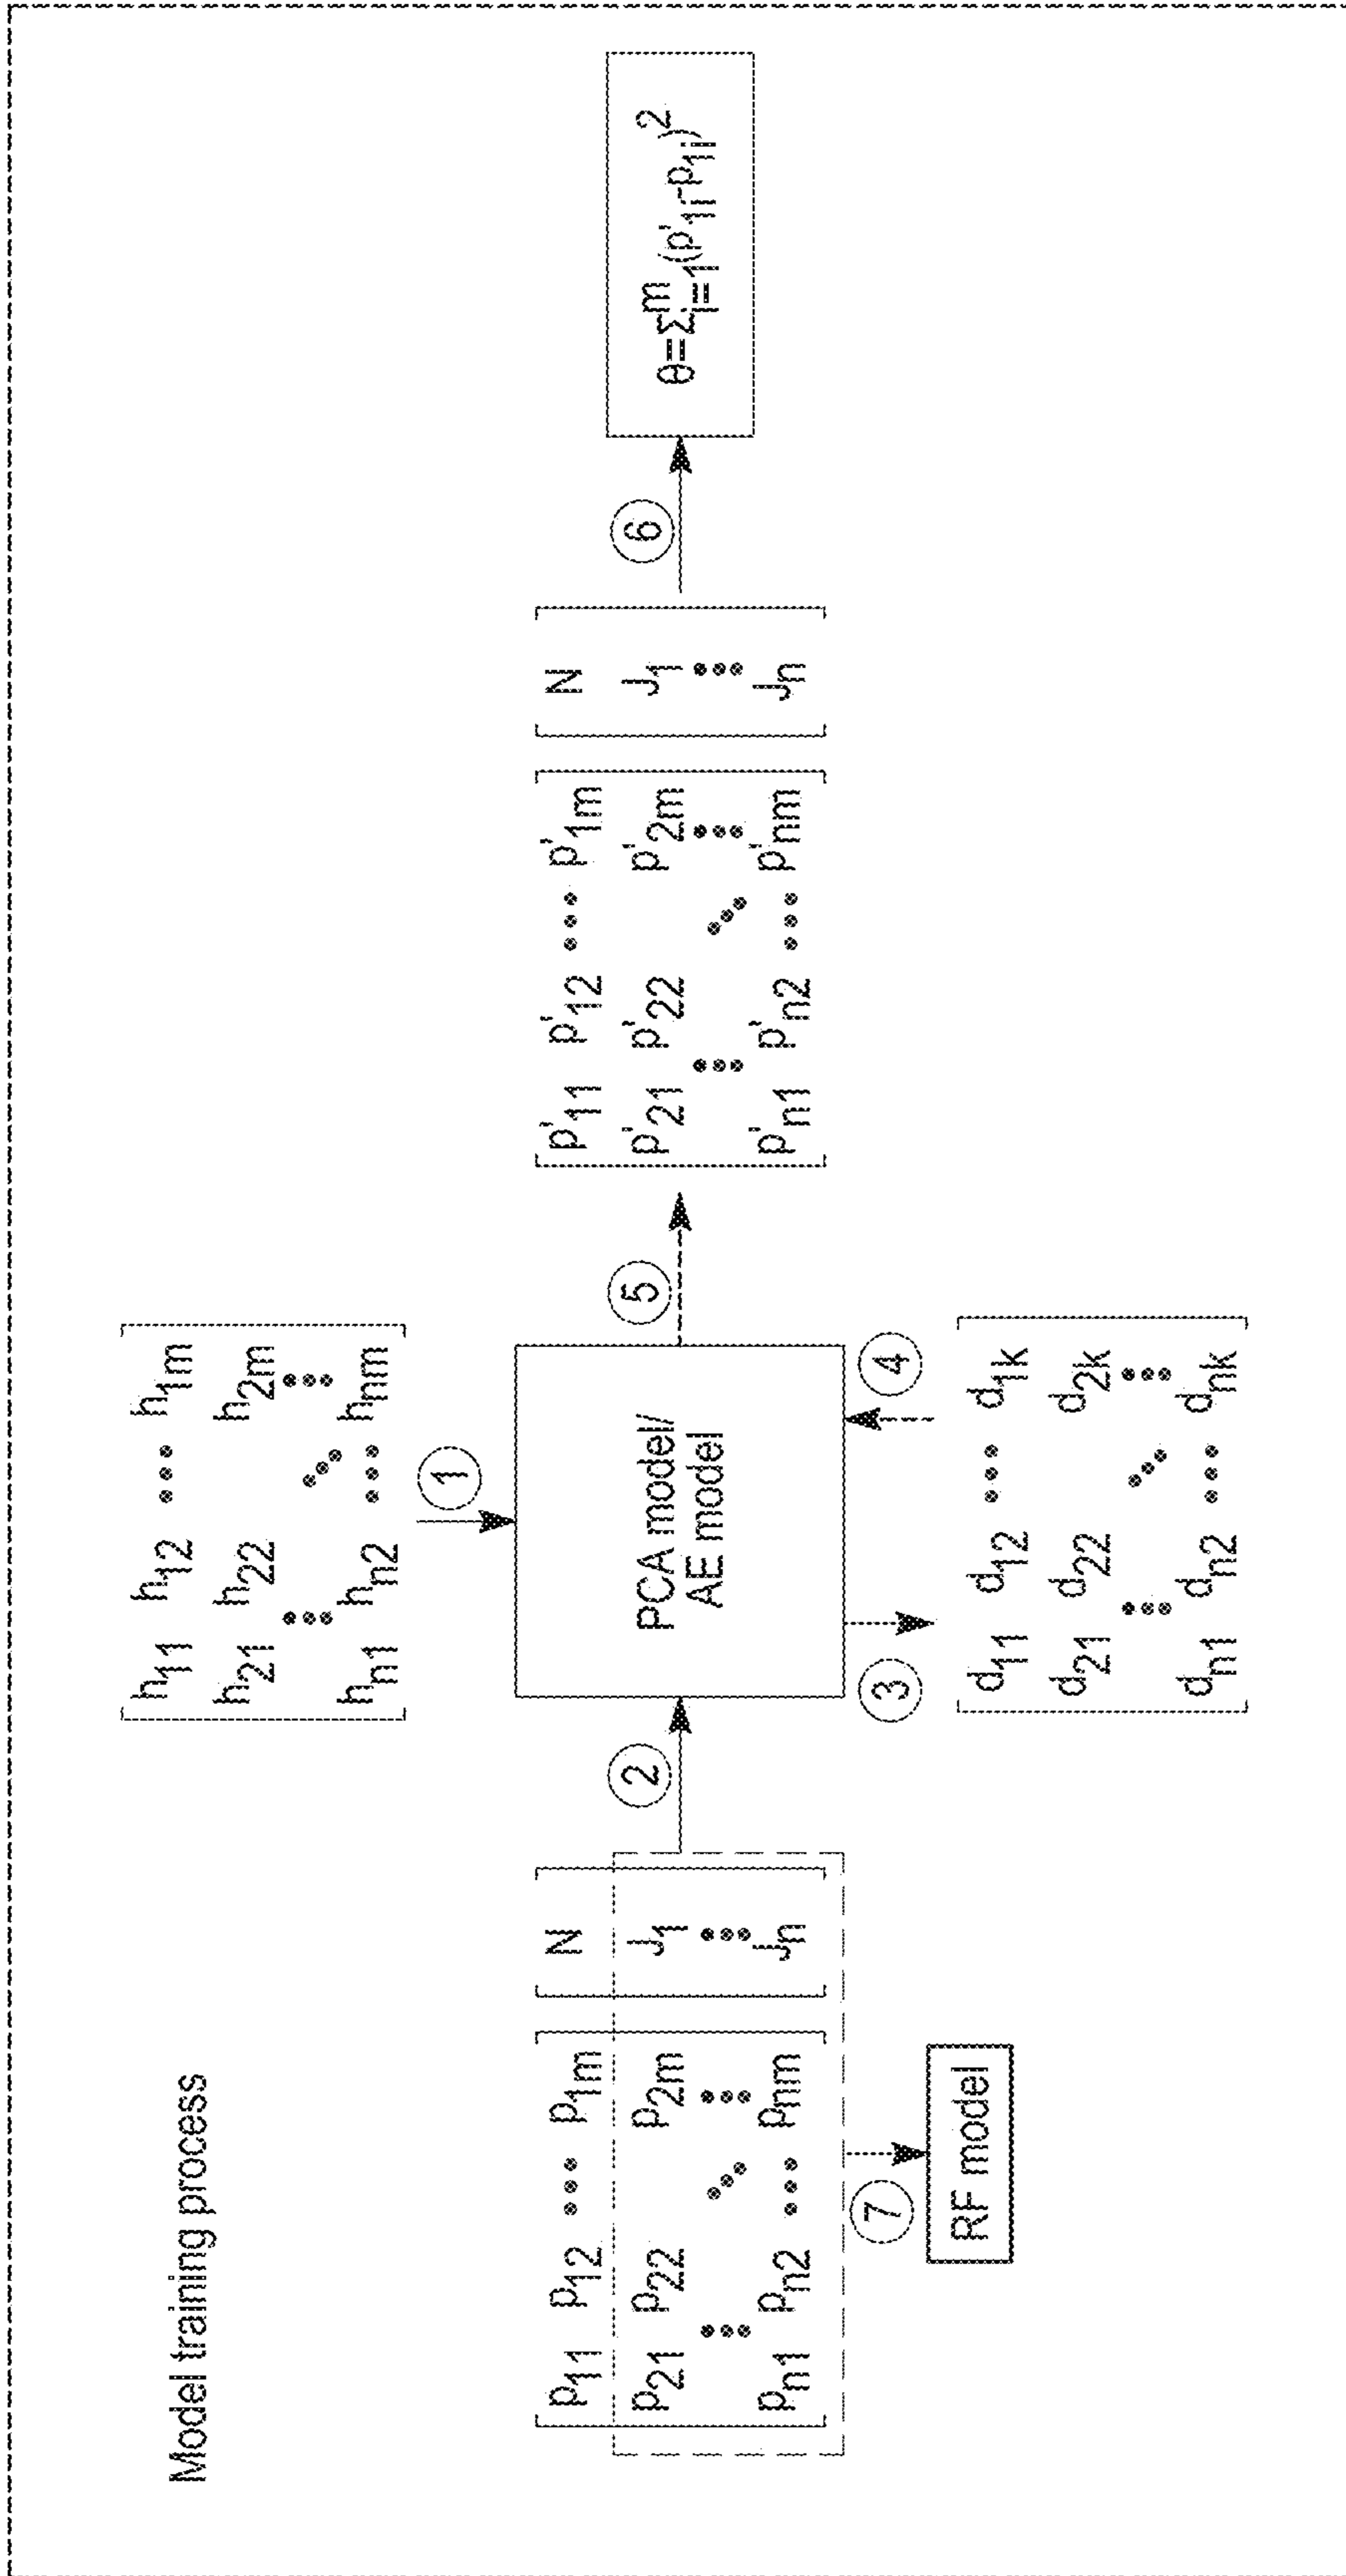 Model training process
h11 h12 ••• h1m
h21 h22 h2m
hn1 hn2 ••• hnm
1
p11 p12 ••• p1m
p21 p22 p2m
pn1 pn2 ••• pnm
N
J1
Jn
2
PCA model/
AE model
5
p'11 p'12 ••• p'1m
p'21 p'22 p'2m
p'n1 p'n2 ••• p'nm
N
J1
Jn
6
θ=Σ^m_i=1(p'1i-p1i)^2
7
RF model
3
4
d11 d12 ••• d1k
d21 d22 d2k
dn1 dn2 ••• dnk